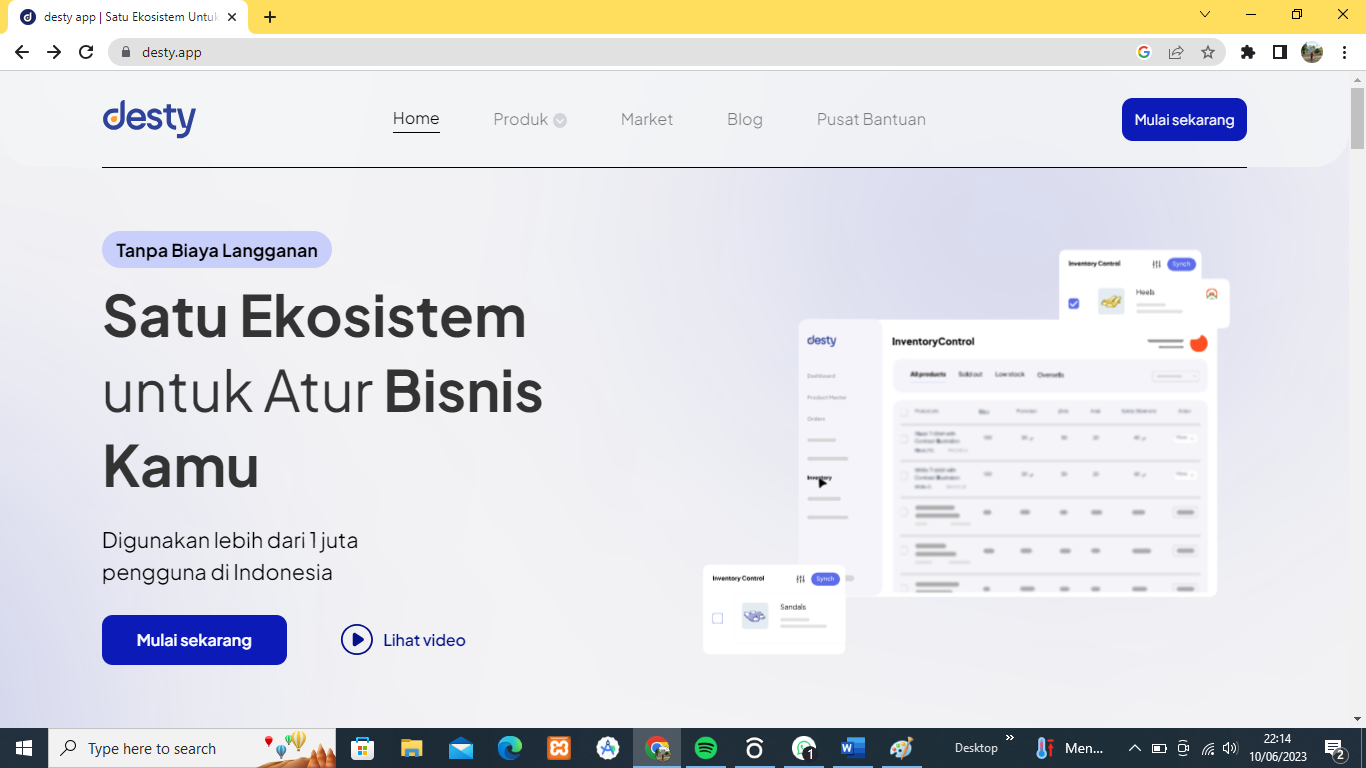 desty app | Satu Ekosistem Untuk
desty.app
desty
Home
Produk
Market
Blog
Pusat Bantuan
Mulai sekarang
Tanpa Biaya Langganan
Satu Ekosistem
untuk Atur Bisnis
Kamu
Digunakan lebih dari 1 juta
pengguna di Indonesia
Mulai sekarang
Lihat video
Inventory Control
Synch
Heels
desty
InventoryControl
Dashboard
Product Master
Orders
Inventory
All products
Sold out
Low stock
Oversells
Inventory Control
Synch
Sandals
Type here to search
1
Desktop
Men...
22:14
10/06/2023
2